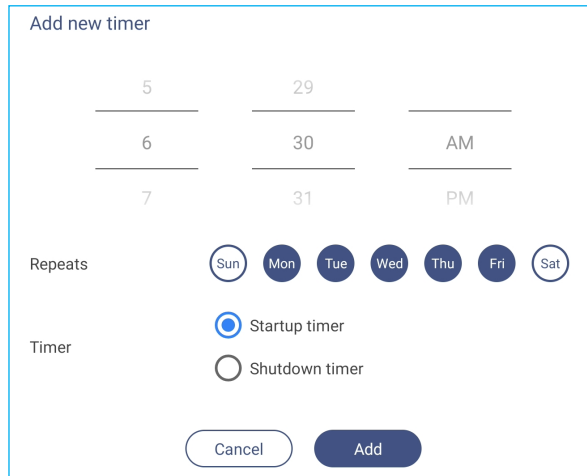 Add new timer
5 29
6 30 AM
7 31 PM
Repeats Sun Mon Tue Wed Thu Fri Sat
Startup timer
Timer
Shutdown timer
Cancel Add